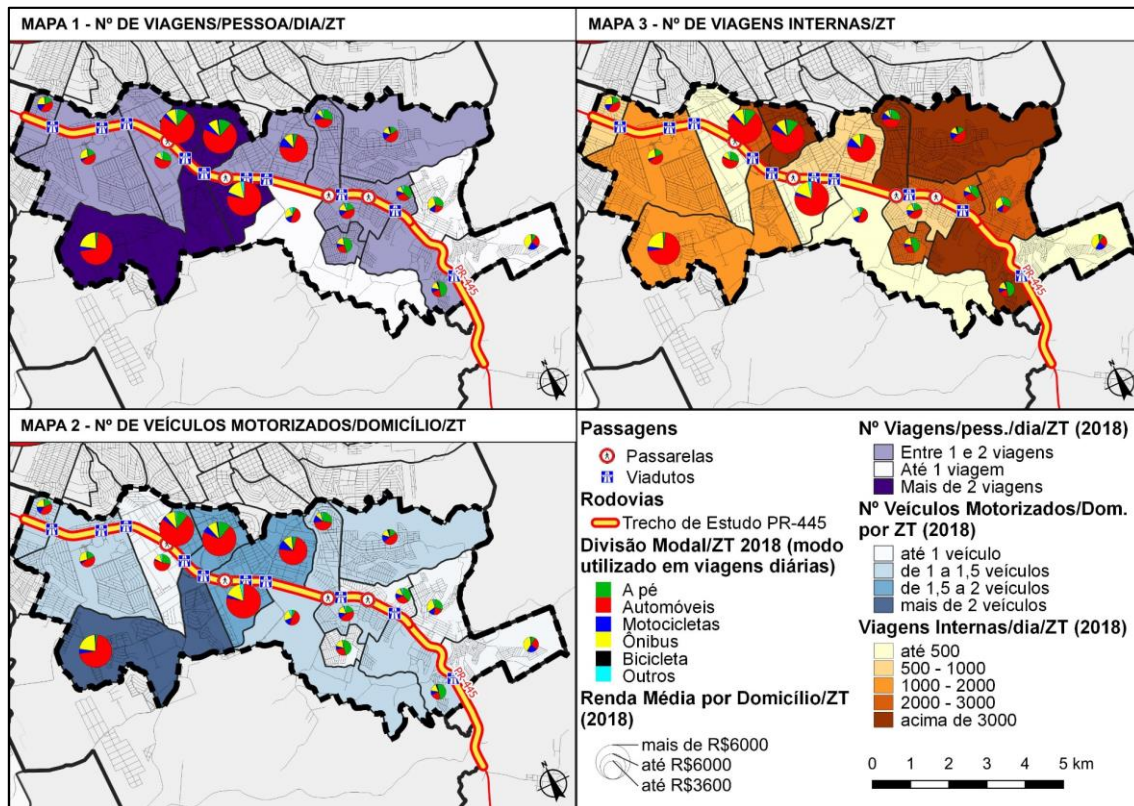 MAPA 1 - Nº DE VIAGENS/PESSOA/DIA/ZT
PR-445
MAPA 3 - Nº DE VIAGENS INTERNAS/ZT
PR-445
MAPA 2 - Nº DE VEÍCULOS MOTORIZADOS/DOMICÍLIO/ZT
PR-445
Passagens
Passarelas
Viadutos
Rodovias
Trecho de Estudo PR-445
Divisão Modal/ZT 2018 (modo
utilizado em viagens diárias)
A pé
Automóveis
Motocicletas
Ônibus
Bicicleta
Outros
Renda Média por Domicílio/ZT
(2018)
mais de R$6000
até R$6000
até R$3600
Nº Viagens/pess./dia/ZT (2018)
Entre 1 e 2 viagens
Até 1 viagem
Mais de 2 viagens
Nº Veículos Motorizados/Dom.
por ZT (2018)
até 1 veículo
de 1 a 1,5 veículos
de 1,5 a 2 veículos
mais de 2 veículos
Viagens Internas/dia/ZT (2018)
até 500
500 - 1000
1000 - 2000
2000 - 3000
acima de 3000
0 1 2 3 4 5 km